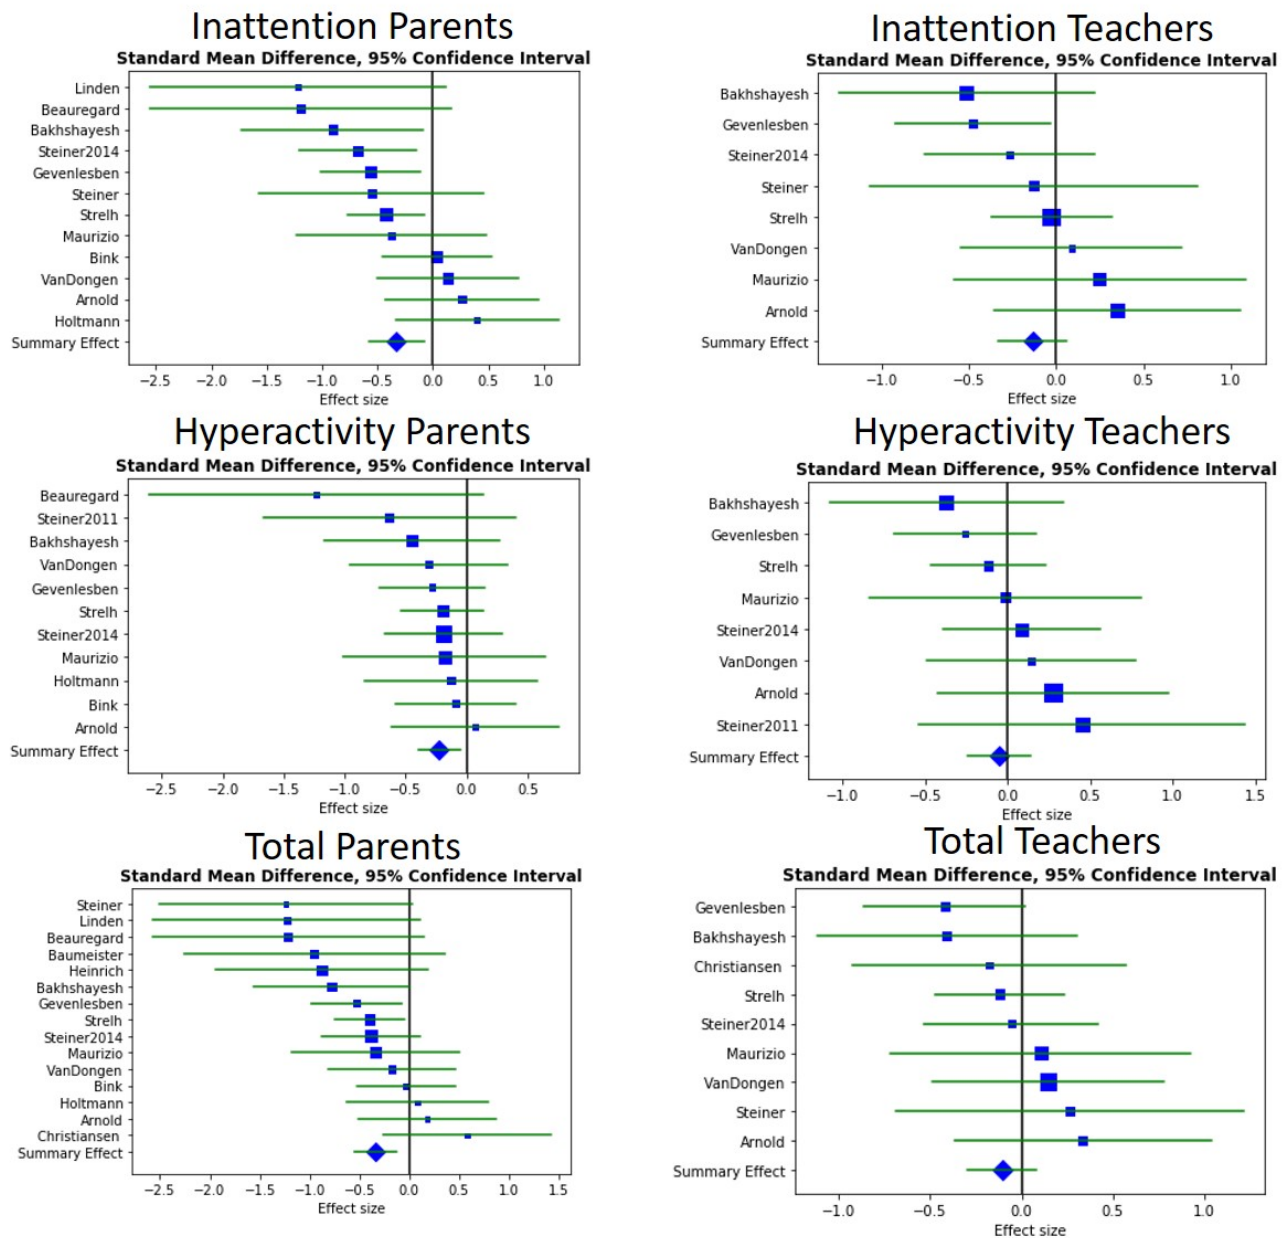 Inattention Parents
Standard Mean Difference, 95% Confidence Interval
Linden
Beauregard
Bakhshayesh
Steiner2014
Gevenlesben
Steiner
Strelh
Maurizio
Bink
VanDongen
Arnold
Holtmann
Summary Effect
−2.5 −2.0 −1.5 −1.0 −0.5 0.0 0.5 1.0
Effect size
Inattention Teachers
Standard Mean Difference, 95% Confidence Interval
Bakhshayesh
Gevenlesben
Steiner2014
Steiner
Strelh
VanDongen
Maurizio
Arnold
Summary Effect
−1.0 −0.5 0.0 0.5 1.0
Effect size
Hyperactivity Parents
Standard Mean Difference, 95% Confidence Interval
Beauregard
Steiner2011
Bakhshayesh
VanDongen
Gevenlesben
Strelh
Steiner2014
Maurizio
Holtmann
Bink
Arnold
Summary Effect
−2.5 −2.0 −1.5 −1.0 −0.5 0.0 0.5
Effect size
Hyperactivity Teachers
Standard Mean Difference, 95% Confidence Interval
Bakhshayesh
Gevenlesben
Strelh
Maurizio
Steiner2014
VanDongen
Arnold
Steiner2011
Summary Effect
−1.0 −0.5 0.0 0.5 1.0 1.5
Effect size
Total Parents
Standard Mean Difference, 95% Confidence Interval
Steiner
Linden
Beauregard
Baumeister
Heinrich
Bakhshayesh
Gevenlesben
Strelh
Steiner2014
Maurizio
VanDongen
Bink
Holtmann
Arnold
Christiansen
Summary Effect
−2.5 −2.0 −1.5 −1.0 −0.5 0.0 0.5 1.0 1.5
Effect size
Total Teachers
Standard Mean Difference, 95% Confidence Interval
Gevenlesben
Bakhshayesh
Christiansen
Strelh
Steiner2014
Maurizio
VanDongen
Steiner
Arnold
Summary Effect
−1.0 −0.5 0.0 0.5 1.0
Effect size